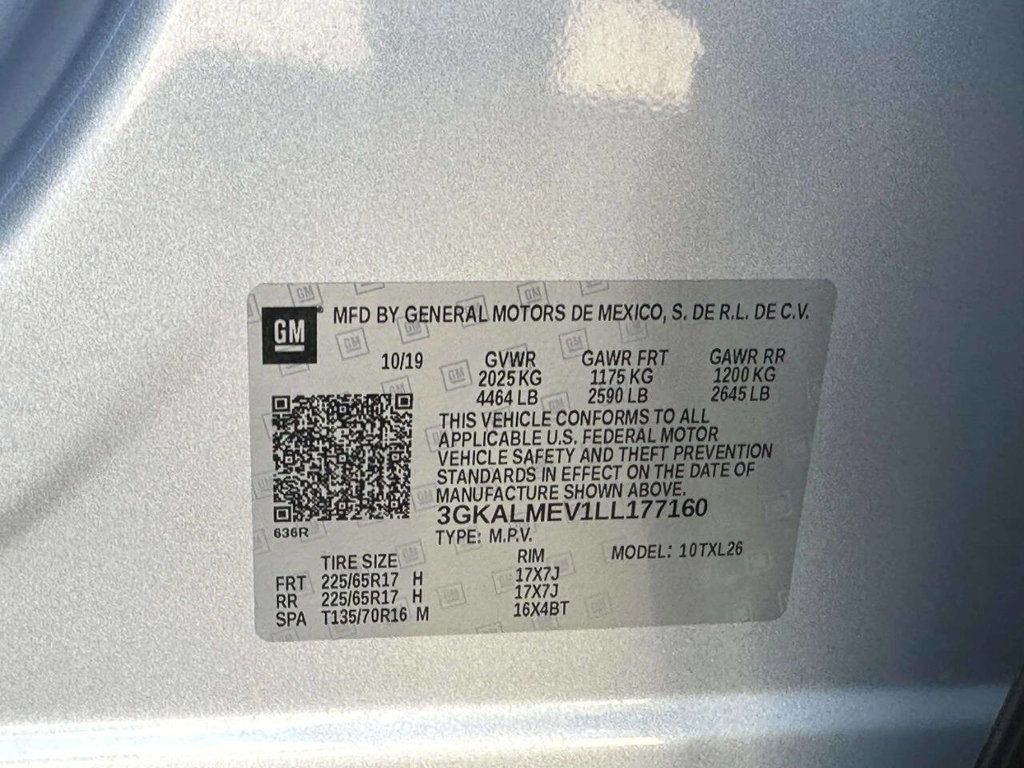 GM
MFD BY GENERAL MOTORS DE MEXICO, S. DE R.L. DE C.V.
10/19 GVWR GAWR FRT GAWR RR
2025 KG 1175 KG 1200 KG
4464 LB 2590 LB 2645 LB
THIS VEHICLE CONFORMS TO ALL
APPLICABLE U.S. FEDERAL MOTOR
VEHICLE SAFETY AND THEFT PREVENTION
STANDARDS IN EFFECT ON THE DATE OF
MANUFACTURE SHOWN ABOVE.
3GKALMEV1LL177160
636R
TYPE: M.P.V.
TIRE SIZE RIM MODEL: 10TXL26
FRT 225/65R17 H 17X7J
RR 225/65R17 H 17X7J
SPA T135/70R16 M 16X4BT